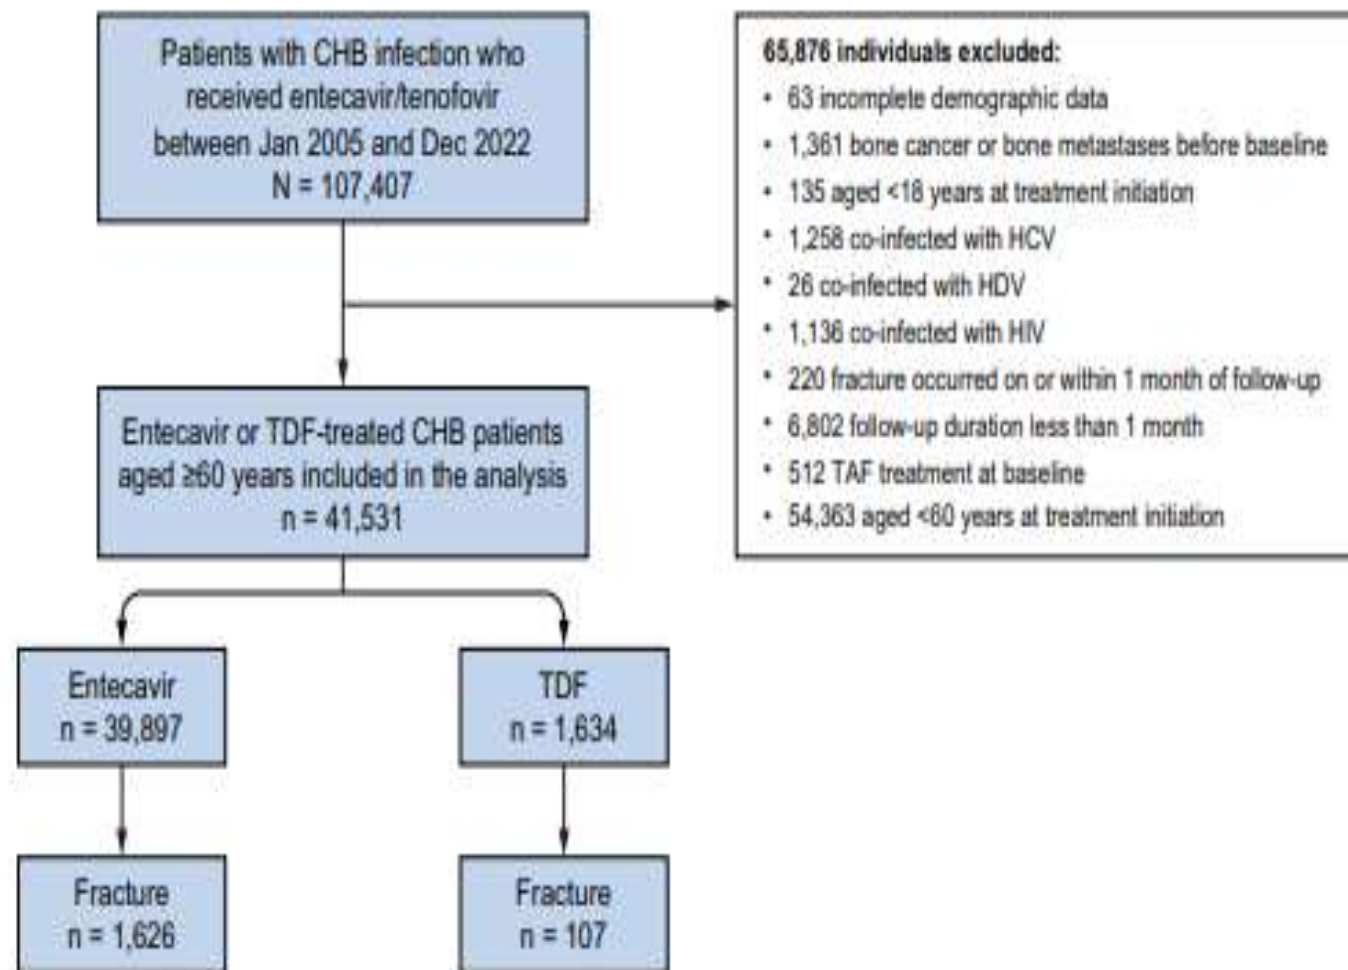 Patients with CHB infection who
received entecavir/tenofovir
between Jan 2005 and Dec 2022
N = 107,407
65,876 individuals excluded:
• 63 incomplete demographic data
• 1,361 bone cancer or bone metastases before baseline
• 135 aged <18 years at treatment initiation
• 1,258 co-infected with HCV
• 26 co-infected with HDV
• 1,136 co-infected with HIV
• 220 fracture occurred on or within 1 month of follow-up
• 6,802 follow-up duration less than 1 month
• 512 TAF treatment at baseline
• 54,363 aged <60 years at treatment initiation
Entecavir or TDF-treated CHB patients
aged ≥60 years included in the analysis
n = 41,531
Entecavir
n = 39,897
TDF
n = 1,634
Fracture
n = 1,626
Fracture
n = 107